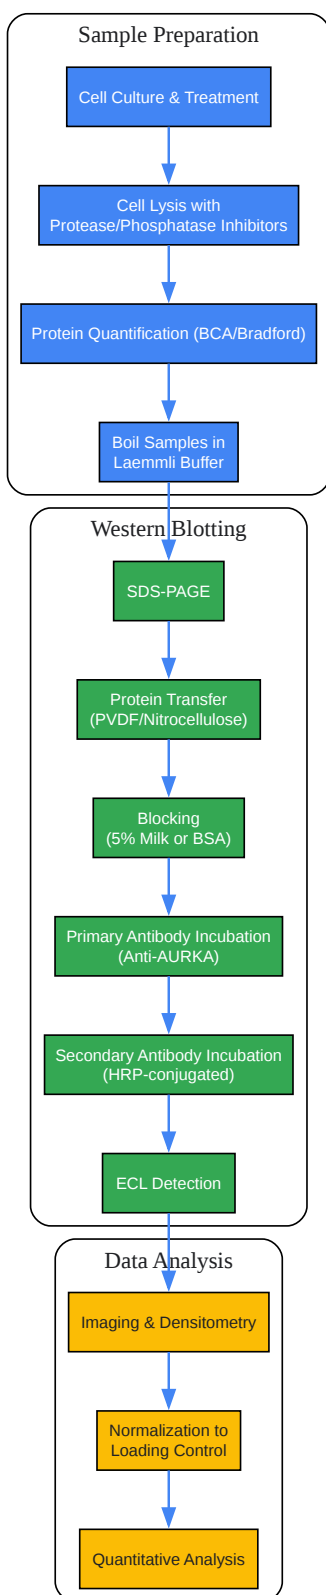 Sample Preparation
Cell Culture & Treatment
Cell Lysis with
Protease/Phosphatase Inhibitors
Protein Quantification (BCA/Bradford)
Boil Samples in
Laemmli Buffer
Western Blotting
SDS-PAGE
Protein Transfer
(PVDF/Nitrocellulose)
Blocking
(5% Milk or BSA)
Primary Antibody Incubation
(Anti-AURKA)
Secondary Antibody Incubation
(HRP-conjugated)
ECL Detection
Data Analysis
Imaging & Densitometry
Normalization to
Loading Control
Quantitative Analysis